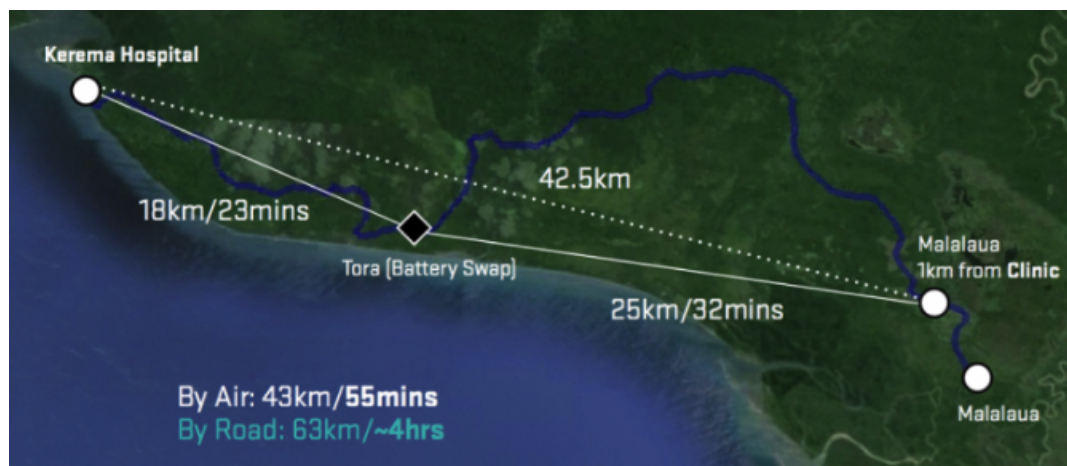 Kerema Hospital
42.5km
18km/23mins
Malalaua
1km from Clinic
Tora (Battery Swap)
25km/32mins
By Air: 43km/55mins
By Road: 63km/~4hrs
Malalaua